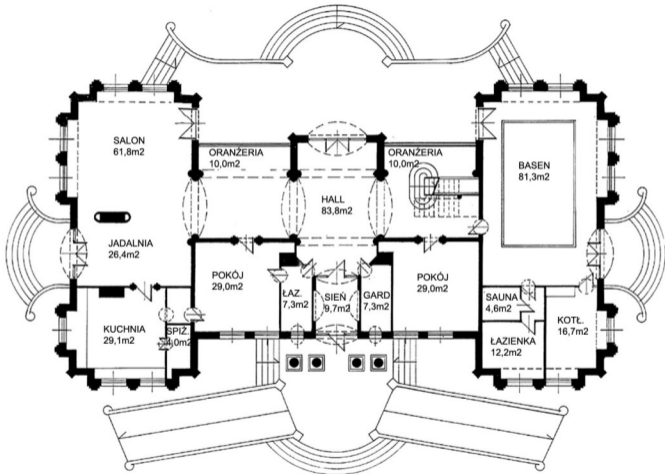 SALON
61,8m2
ORANŻERIA
10,0m2
ORANŻERIA
10,0m2
BASEN
81,3m2
HALL
83,8m2
JADALNIA
26,4m2
POKÓJ
29,0m2
ŁAZ.
7,3m2
SIEŃ
9,7m2
GARD
7,3m2
POKÓJ
29,0m2
SAUNA
4,6m2
KOTŁ.
16,7m2
KUCHNIA
29,1m2
SPIŻ.
4,0m2
ŁAZIENKA
12,2m2